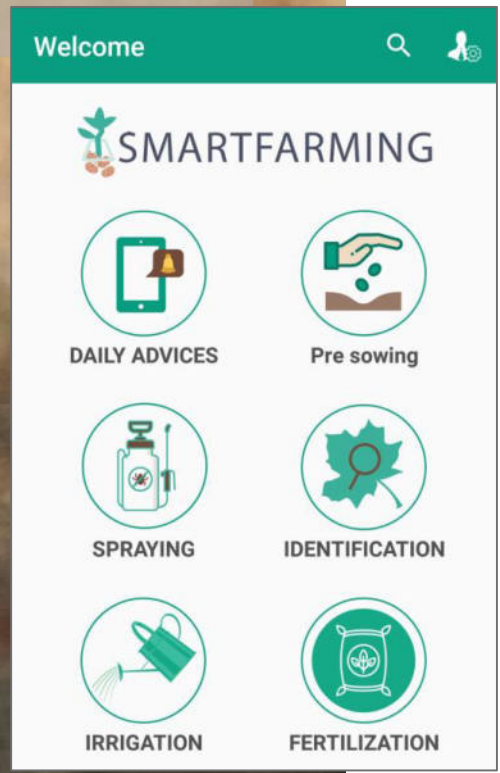 Welcome
SMARTFARMING
DAILY ADVICES
Pre sowing
SPRAYING
IDENTIFICATION
IRRIGATION
FERTILIZATION